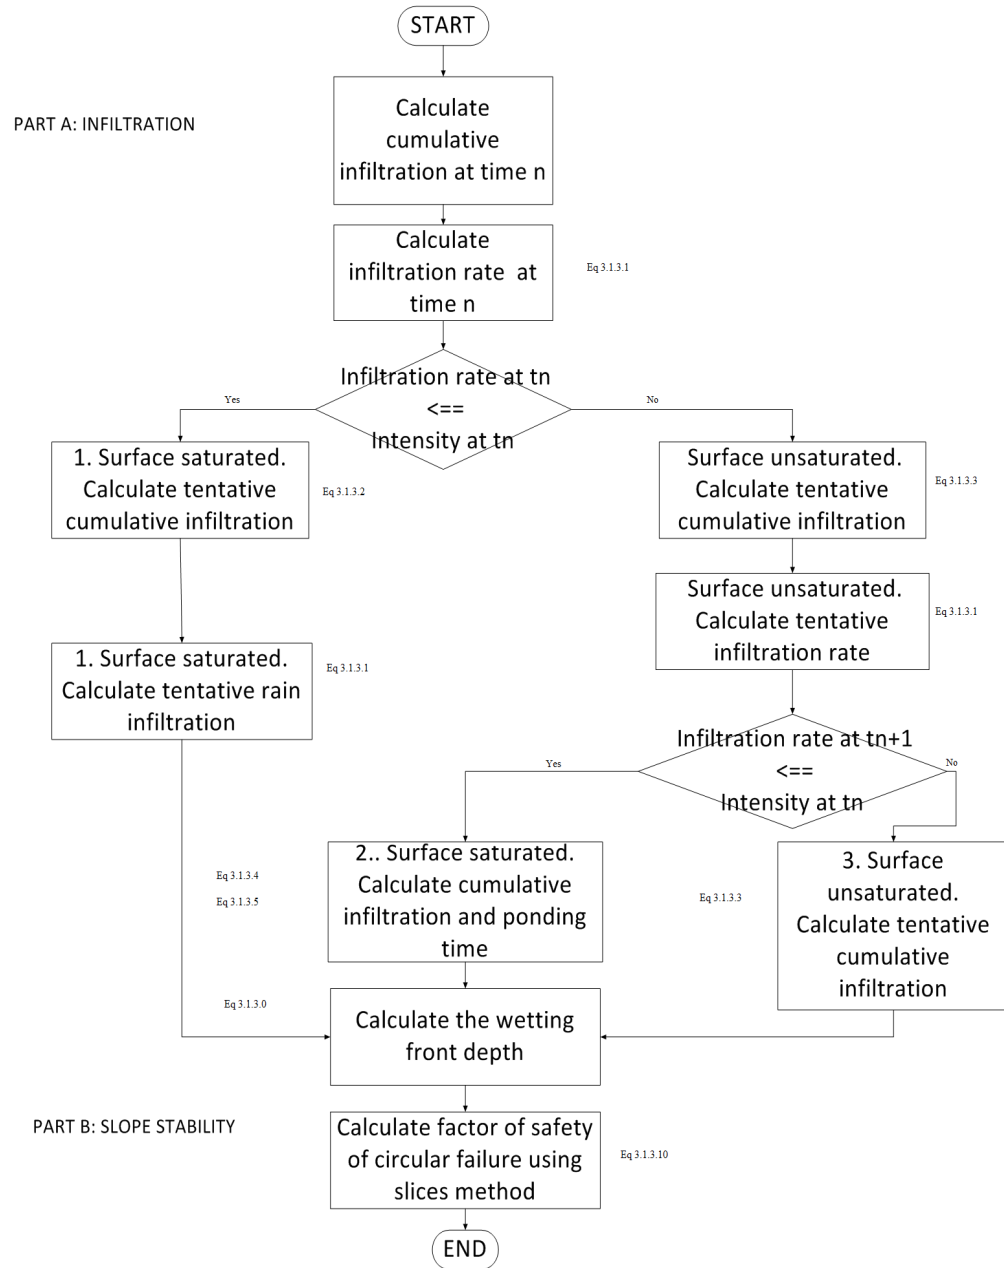 START
PART A: INFILTRATION
Calculate
cumulative
infiltration at time n
Calculate
infiltration rate at
time n
Eq 3.1.3.1
Infiltration rate at tn
<==
Intensity at tn
Yes
No
1. Surface saturated.
Calculate tentative
cumulative infiltration
Eq 3.1.3.2
Surface unsaturated.
Calculate tentative
cumulative infiltration
Eq 3.1.3.3
Surface unsaturated.
Calculate tentative
infiltration rate
Eq 3.1.3.1
1. Surface saturated.
Calculate tentative rain
infiltration
Eq 3.1.3.1
Infiltration rate at tn+1
<==
Intensity at tn
Yes
No
2.. Surface saturated.
Calculate cumulative
infiltration and ponding
time
Eq 3.1.3.4
Eq 3.1.3.5
3. Surface
unsaturated.
Calculate tentative
cumulative
infiltration
Eq 3.1.3.3
Eq 3.1.3.0
Calculate the wetting
front depth
PART B: SLOPE STABILITY
Calculate factor of safety
of circular failure using
slices method
Eq 3.1.3.10
END